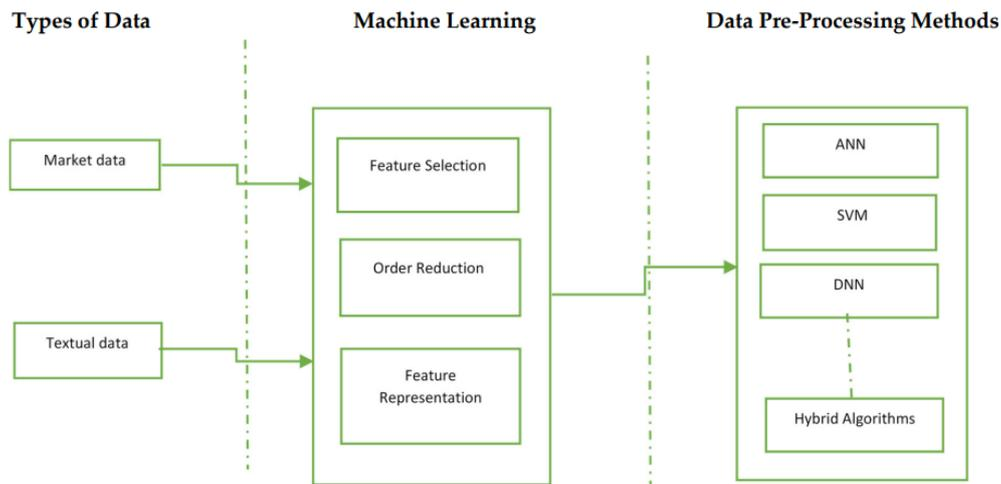 Types of Data
Machine Learning
Data Pre-Processing Methods
Market data
Textual data
Feature Selection
Order Reduction
Feature
Representation
ANN
SVM
DNN
Hybrid Algorithms